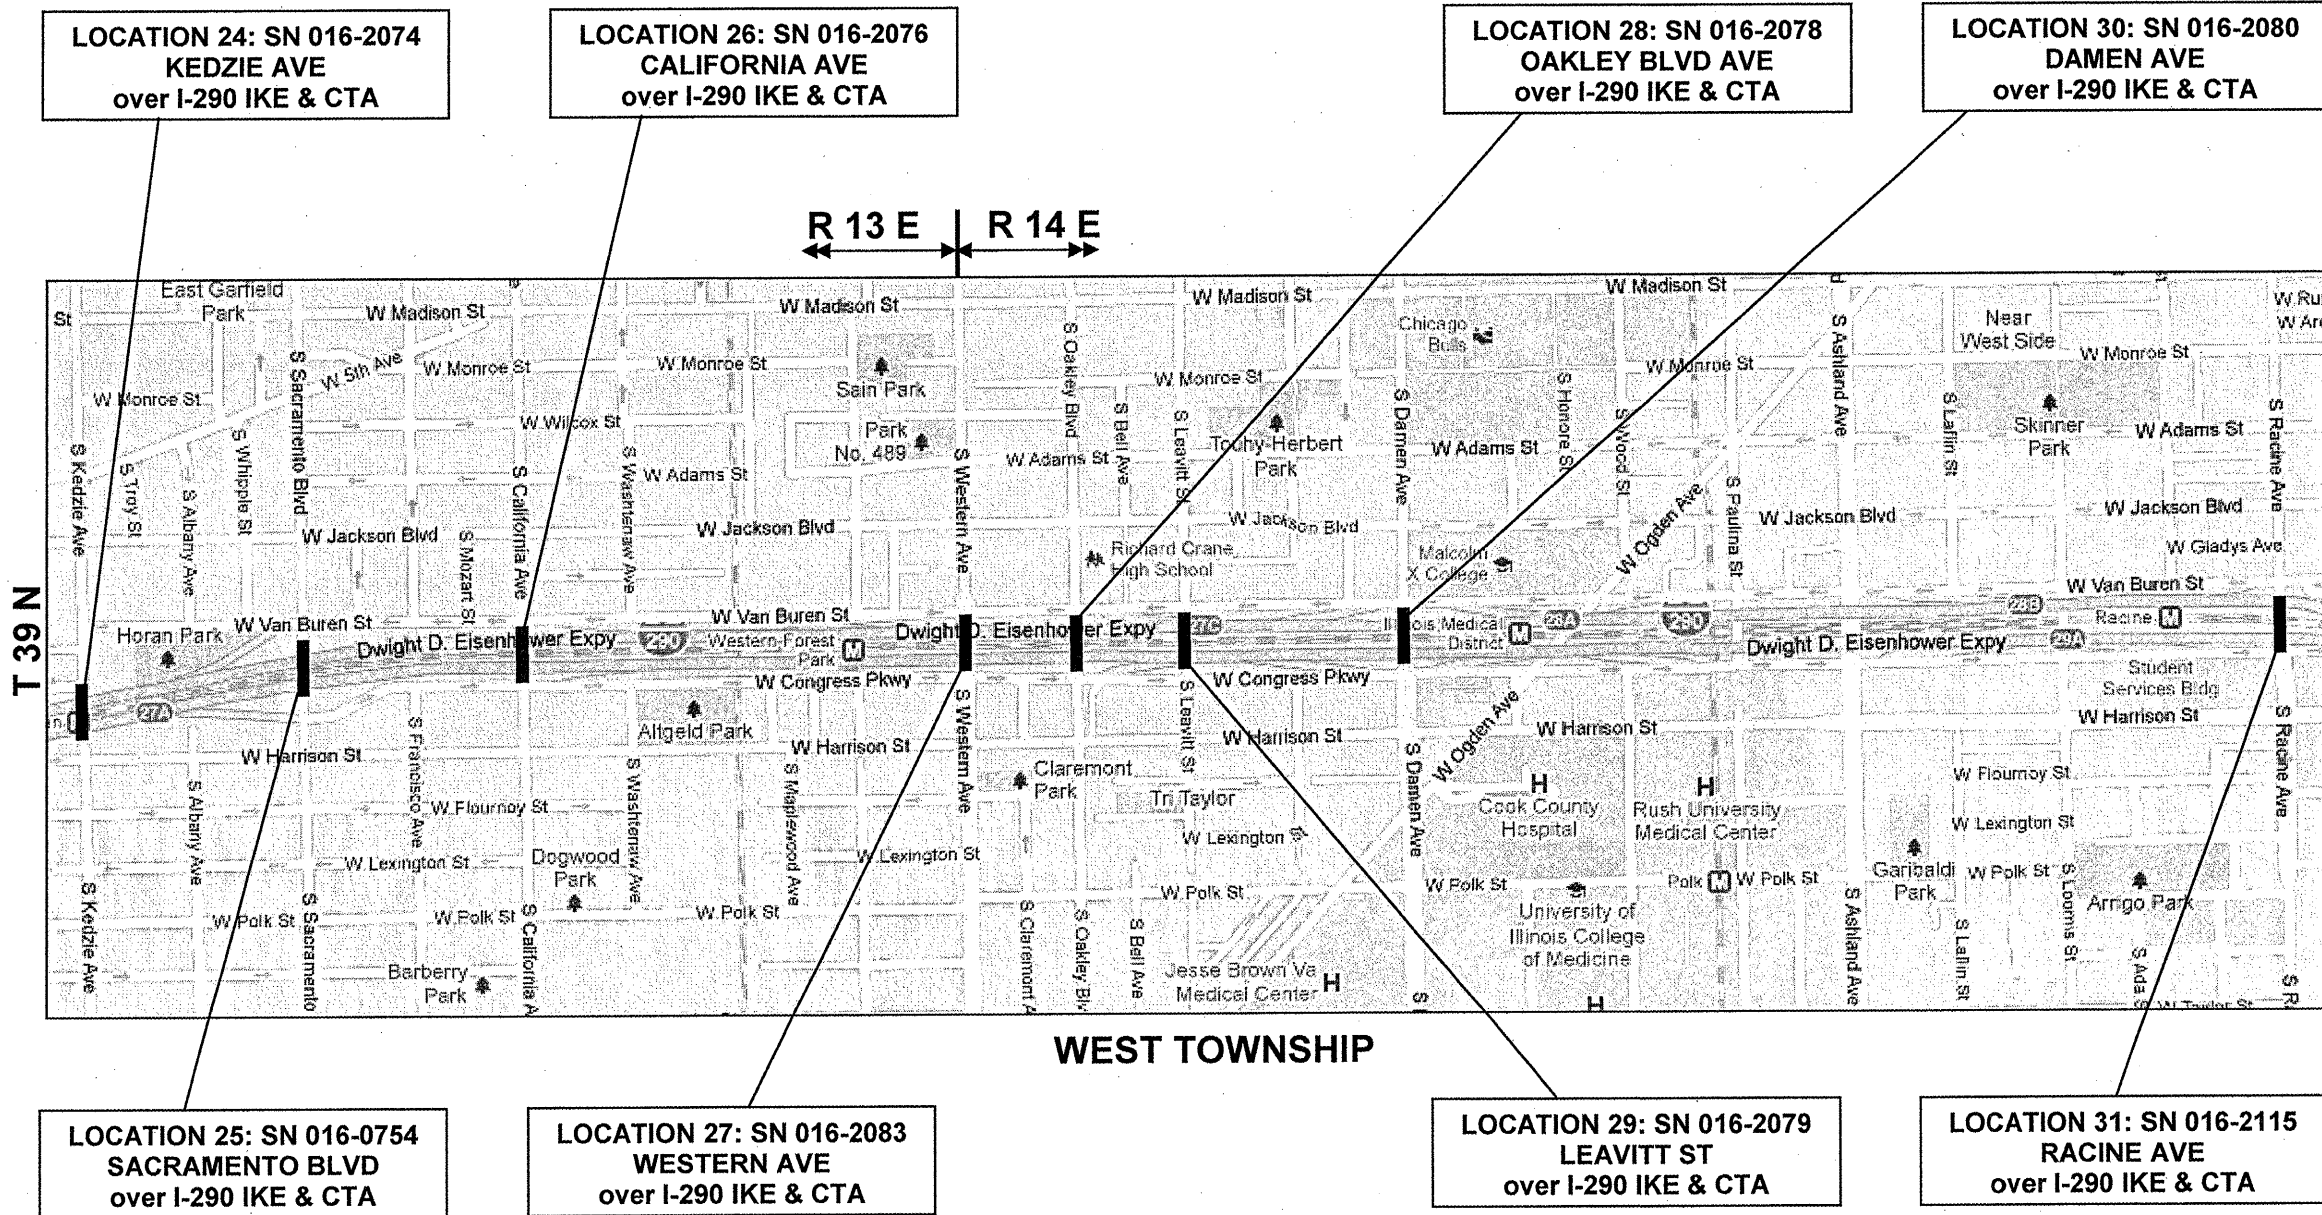 LOCATION 24: SN 016-2074
KEDZIE AVE
over I-290 IKE & CTA
LOCATION 26: SN 016-2076
CALIFORNIA AVE
over I-290 IKE & CTA
LOCATION 28: SN 016-2078
OAKLEY BLVD AVE
over I-290 IKE & CTA
LOCATION 30: SN 016-2080
DAMEN AVE
over I-290 IKE & CTA
R 13 E
R 14 E
T 39 N
East Garfield
Park
St
W Madison St
W Madison St
W Madison St
W Madison St
W Ru
Chicago
Bulls
Near
West Side
W 5th Ave
W Monroe St
W Monroe St
W Monroe St
W Monroe St
W Monroe St
W Monroe St
Sain Park
W Wilcox St
Park
No. 489
Touhy-Herbert
Park
Skinner
Park
W Adams St
W Adams St
W Adams St
W Adams St
S Kedzie Ave
S Troy St
S Albany Ave
S Whipple St
S Sacramento Blvd
S Mozart St
S California Ave
S Washtenaw Ave
S Western Ave
S Oakley Blvd
S Bell Ave
S Leavitt St
S Damen Ave
S Honore St
S Wood St
W Ogden Ave
S Paulina St
S Ashland Ave
S Laflin St
S Racine Ave
W Jackson Blvd
W Jackson Blvd
W Jackson Blvd
W Jackson Blvd
W Jackson Blvd
Richard Crane
High School
Malcolm
X College
W Gladys Ave
W Van Buren St
W Van Buren St
W Van Buren St
Horan Park
Dwight D. Eisenhower Expy
290
Western-Forest
Park
M
Dwight D. Eisenhower Expy
27C
Illinois Medical
District
M
28A
290
Dwight D. Eisenhower Expy
28B
Racine
M
29A
27A
W Congress Pkwy
W Congress Pkwy
Student
Services Bldg
Altgeld Park
W Harrison St
W Harrison St
W Harrison St
W Harrison St
W Harrison St
S Albany Ave
S Francisco Ave
S Washtenaw Ave
S Maplewood Ave
S Western Ave
S Leavitt St
S Damen Ave
W Ogden Ave
S Racine Ave
Claremont
Park
Tri Taylor
H
Cook County
Hospital
H
Rush University
Medical Center
W Flournoy St
W Flournoy St
W Lexington St
W Lexington St
W Lexington St
W Lexington St
Dogwood
Park
Garibaldi
Park
Arrigo Park
W Polk St
W Polk St
W Polk St
W Polk St
W Polk St
Polk
M
W Polk St
W Polk St
University of
Illinois College
of Medicine
S Kedzie Ave
S Sacramento
S California A
S Claremont A
S Oakley Blv
S Bell Ave
S Ashland Ave
S Laflin St
S Loomis St
S Ada S
Barberry
Park
Jesse Brown Va
Medical Center
H
H
W Taylor St
WEST TOWNSHIP
LOCATION 25: SN 016-0754
SACRAMENTO BLVD
over I-290 IKE & CTA
LOCATION 27: SN 016-2083
WESTERN AVE
over I-290 IKE & CTA
LOCATION 29: SN 016-2079
LEAVITT ST
over I-290 IKE & CTA
LOCATION 31: SN 016-2115
RACINE AVE
over I-290 IKE & CTA